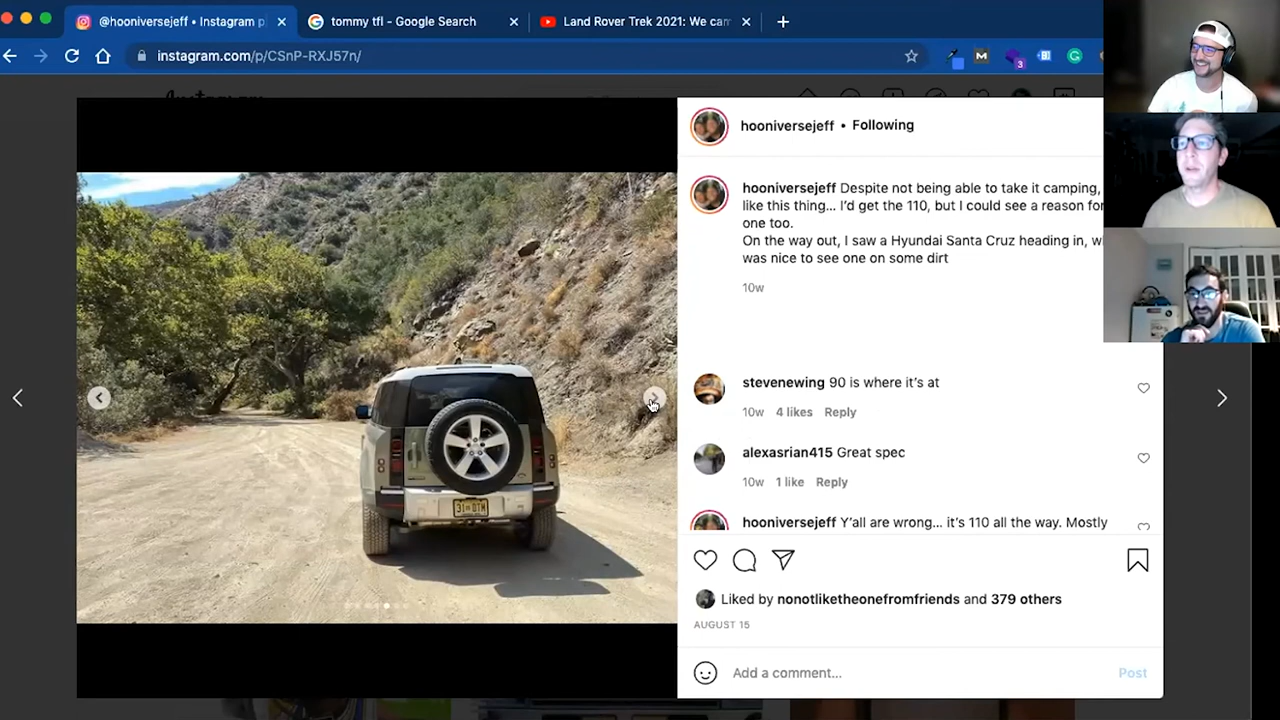 @hooniversejeff • Instagram p
tommy tfl - Google Search
Land Rover Trek 2021: We cam
instagram.com/p/CSnP-RXJ57n/
hooniversejeff • Following
hooniversejeff Despite not being able to take it camping,
like this thing... I'd get the 110, but I could see a reason for
one too.
On the way out, I saw a Hyundai Santa Cruz heading in, w
was nice to see one on some dirt
10w
stevenewing 90 is where it's at
10w 4 likes Reply
alexasrian415 Great spec
10w 1 like Reply
hooniversejeff Y'all are wrong... it's 110 all the way. Mostly
Liked by nonotliketheonefromfriends and 379 others
AUGUST 15
Add a comment...
Post
M
3